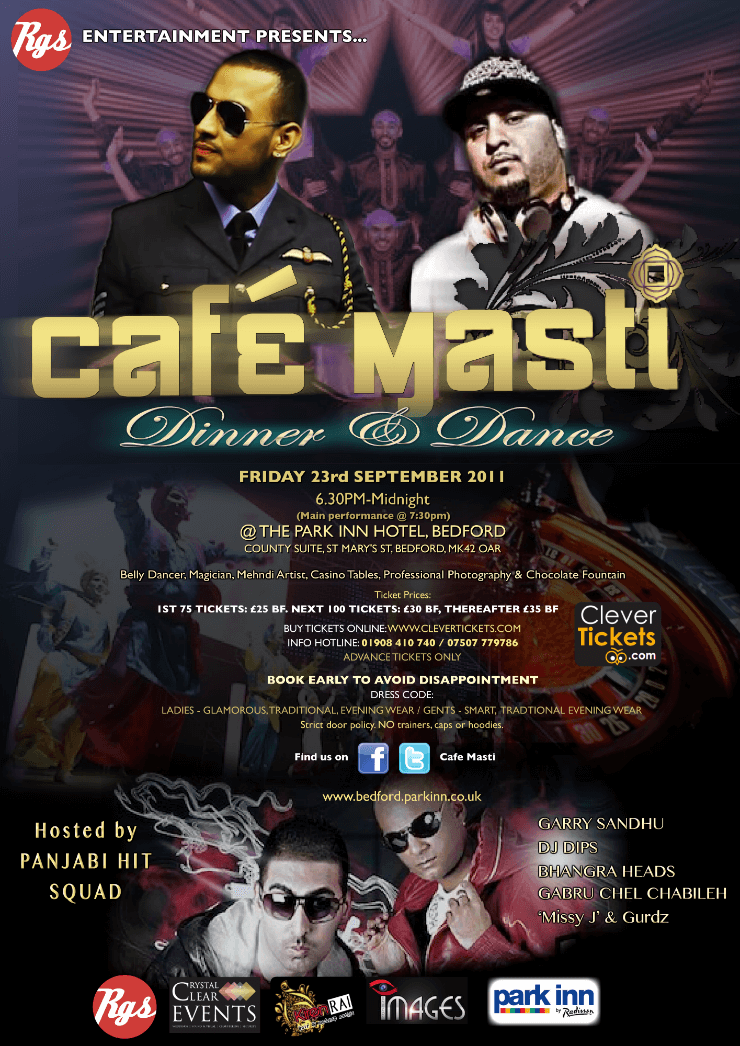 Rgs
ENTERTAINMENT PRESENTS...
café Masti
Dinner & Dance
FRIDAY 23rd SEPTEMBER 2011
6.30PM-Midnight
(Main performance @ 7:30pm)
@ THE PARK INN HOTEL, BEDFORD
COUNTY SUITE, ST MARY'S ST, BEDFORD, MK42 OAR
Belly Dancer, Magician, Mehndi Artist, Casino Tables, Professional Photography & Chocolate Fountain
Ticket Prices:
1ST 75 TICKETS: £25 BF. NEXT 100 TICKETS: £30 BF, THEREAFTER £35 BF
BUY TICKETS ONLINE: WWW.CLEVERTICKETS.COM
INFO HOTLINE: 01908 410 740 / 07507 779786
ADVANCE TICKETS ONLY
Clever
Tickets
.com
BOOK EARLY TO AVOID DISAPPOINTMENT
DRESS CODE:
LADIES - GLAMOROUS, TRADITIONAL, EVENING WEAR / GENTS - SMART, TRADTIONAL EVENING WEAR
Strict door policy. NO trainers, caps or hoodies.
Find us on f t Cafe Masti
www.bedford.parkinn.co.uk
Hosted by
PANJABI HIT
SQUAD
GARRY SANDHU
DJ DIPS
BHANGRA HEADS
GABRU CHEL CHABILEH
'Missy J' & Gurdz
Rgs
CRYSTAL
CLEAR
EVENTS
RAI
IMAGES
park inn
by Radisson